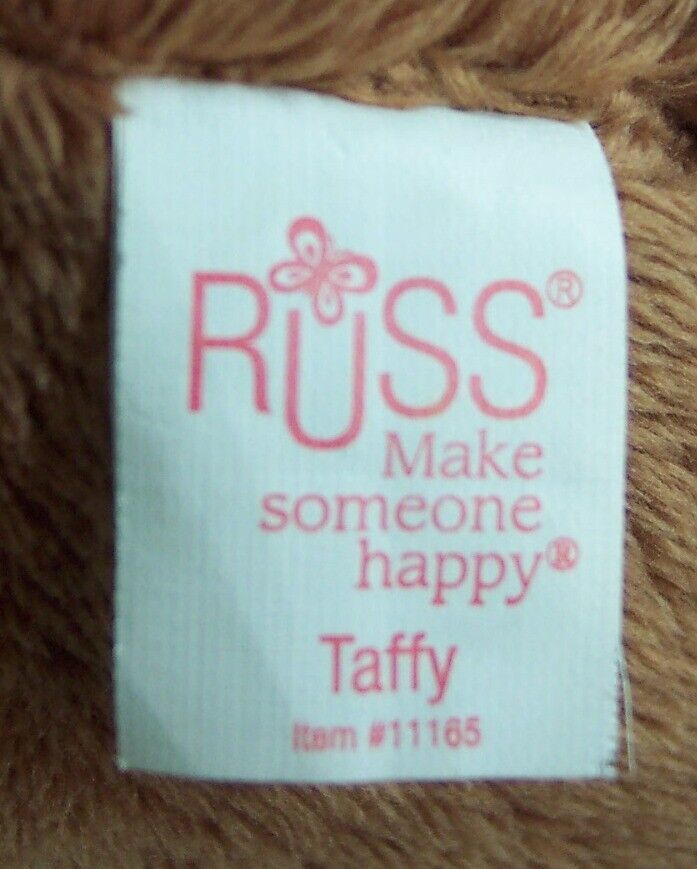 RUSS®
Make
someone
happy®
Taffy
Item #11165